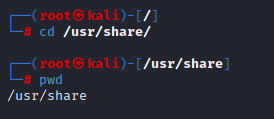 ┌──(root㉿kali)-[/]
└─# cd /usr/share/
┌──(root㉿kali)-[/usr/share]
└─# pwd
/usr/share